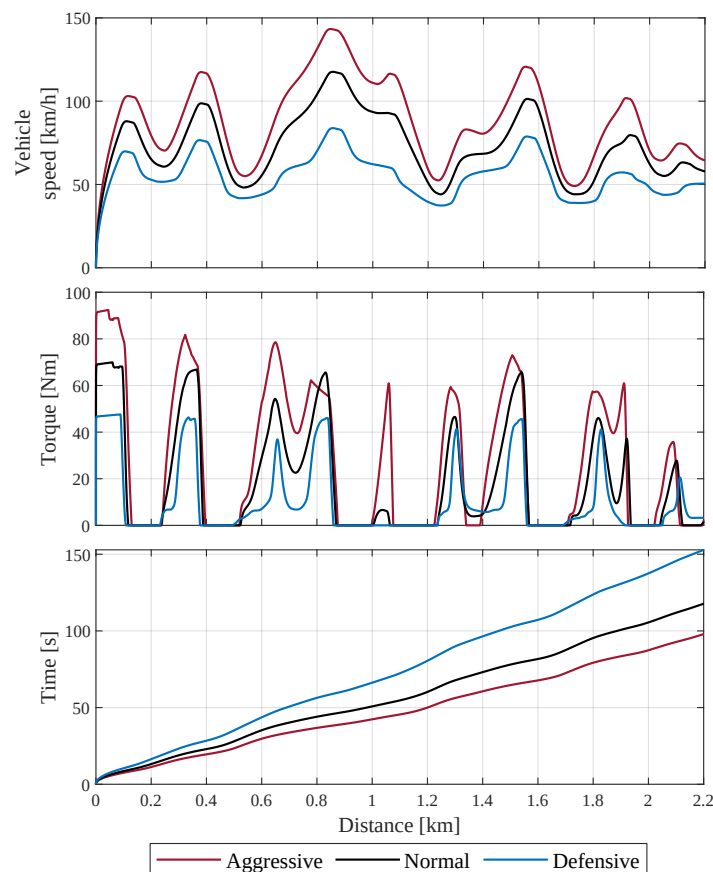 150
100
50
0
Vehicle
speed [km/h]
100
80
60
40
20
0
Torque [Nm]
150
100
50
0
Time [s]
0 0.2 0.4 0.6 0.8 1 1.2 1.4 1.6 1.8 2 2.2
Distance [km]
Aggressive Normal Defensive